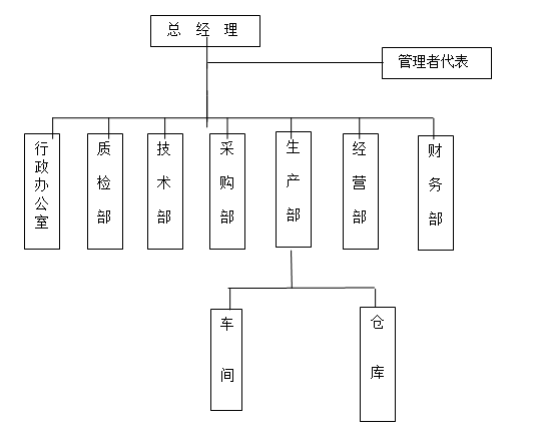 总 经 理
管理者代表
行政办公室
质检部
技术部
采购部
生产部
经营部
财务部
车间
仓库